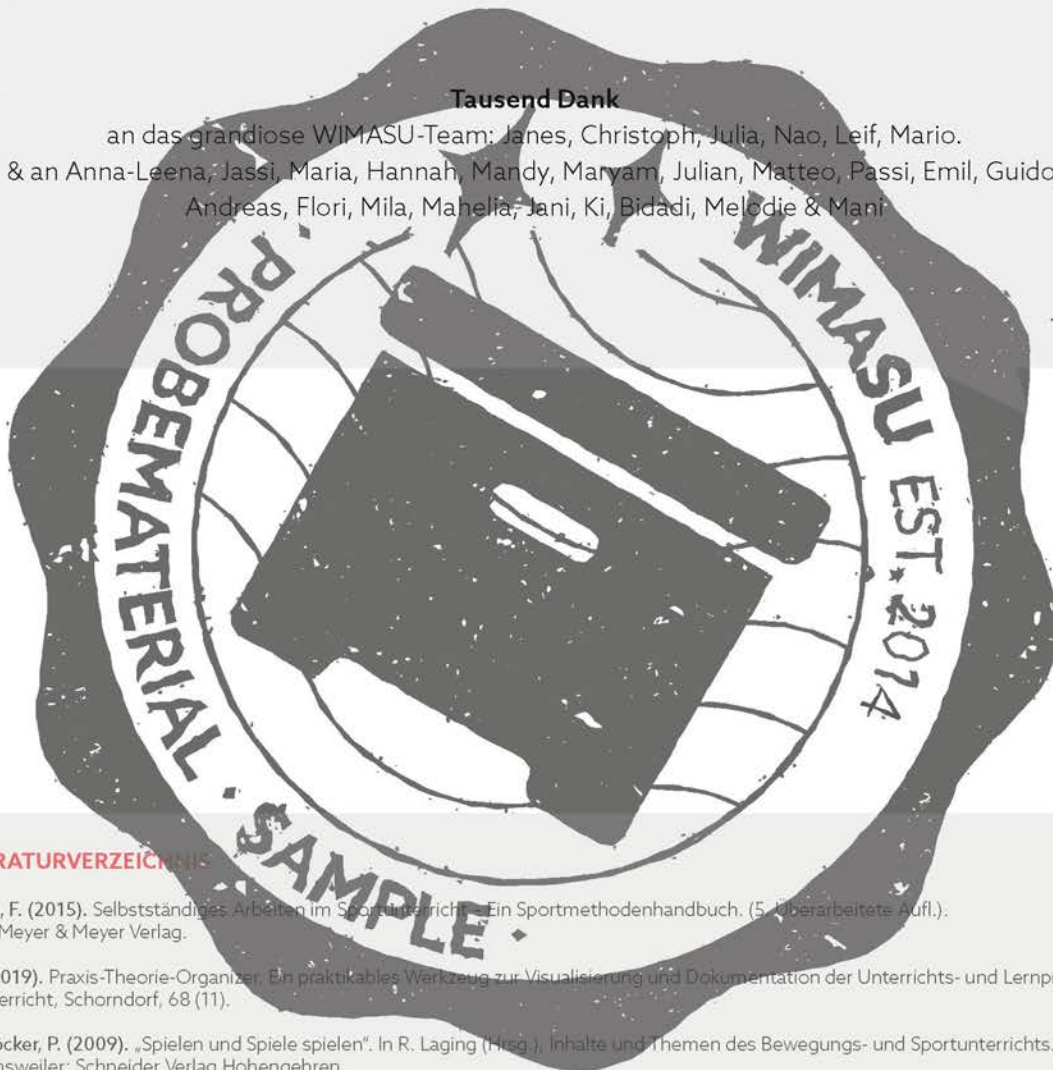 Tausend Dank
an das grandiose WIMASU-Team: Janes, Christoph, Julia, Nao, Leif, Mario.
& an Anna-Leena, Jassi, Maria, Hannah, Mandy, Maryam, Julian, Matteo, Passi, Emil, Guido
Andreas, Flori, Mila, Mahelia, Jani, Ki, Bidadi, Melodie & Mani
· PROBEMATERIAL · SAMPLE ·
WIMASU EST. 2014
RATURVERZEICHNIS
, F. (2015). Selbstständiges Arbeiten im Sportunterricht – Ein Sportmethodenhandbuch. (5. Überarbeitete Aufl.).
Meyer & Meyer Verlag.
019). Praxis-Theorie-Organizer. Ein praktikables Werkzeug zur Visualisierung und Dokumentation der Unterrichts- und Lernpr
erricht, Schorndorf, 68 (11).
öcker, P. (2009). „Spielen und Spiele spielen“. In R. Laging (Hrsg.), Inhalte und Themen des Bewegungs- und Sportunterrichts.
nsweiler: Schneider Verlag Hohengehren